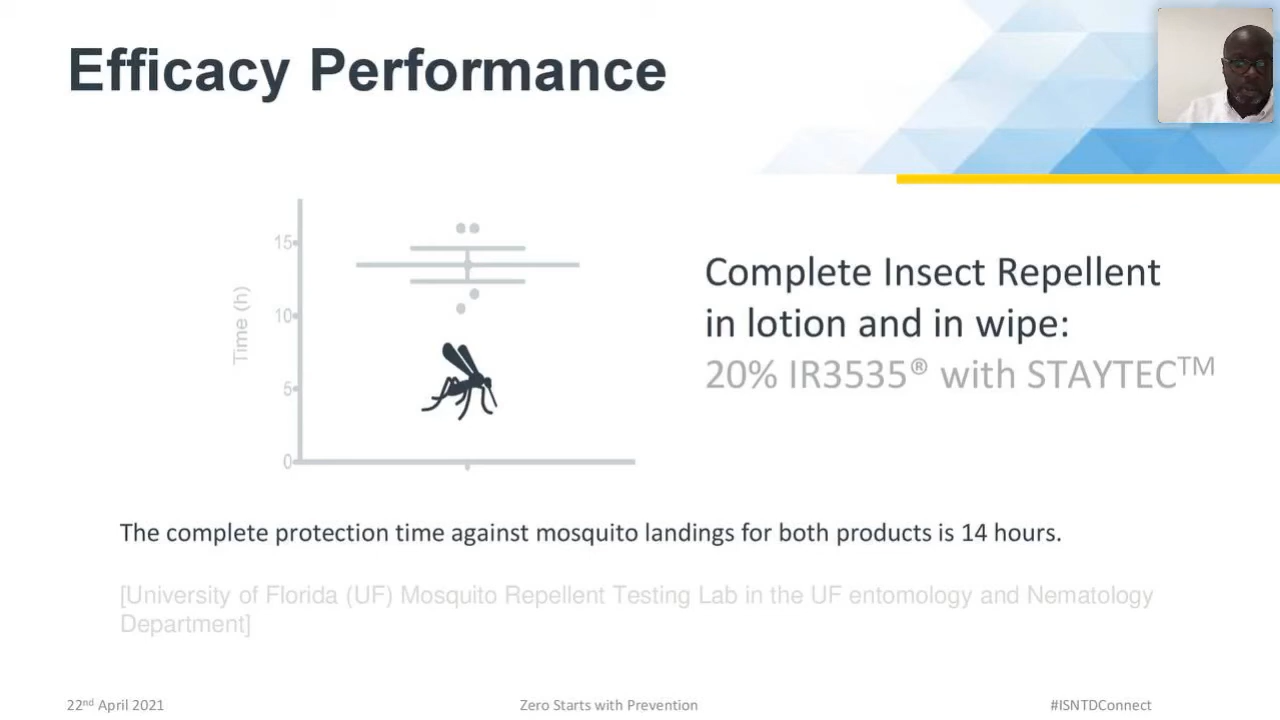 Efficacy Performance
15
10
5
0
Time (h)
Complete Insect Repellent
in lotion and in wipe:
20% IR3535® with STAYTEC™
The complete protection time against mosquito landings for both products is 14 hours.
[University of Florida (UF) Mosquito Repellent Testing Lab in the UF entomology and Nematology
Department]
22nd April 2021
Zero Starts with Prevention
#ISNTDConnect